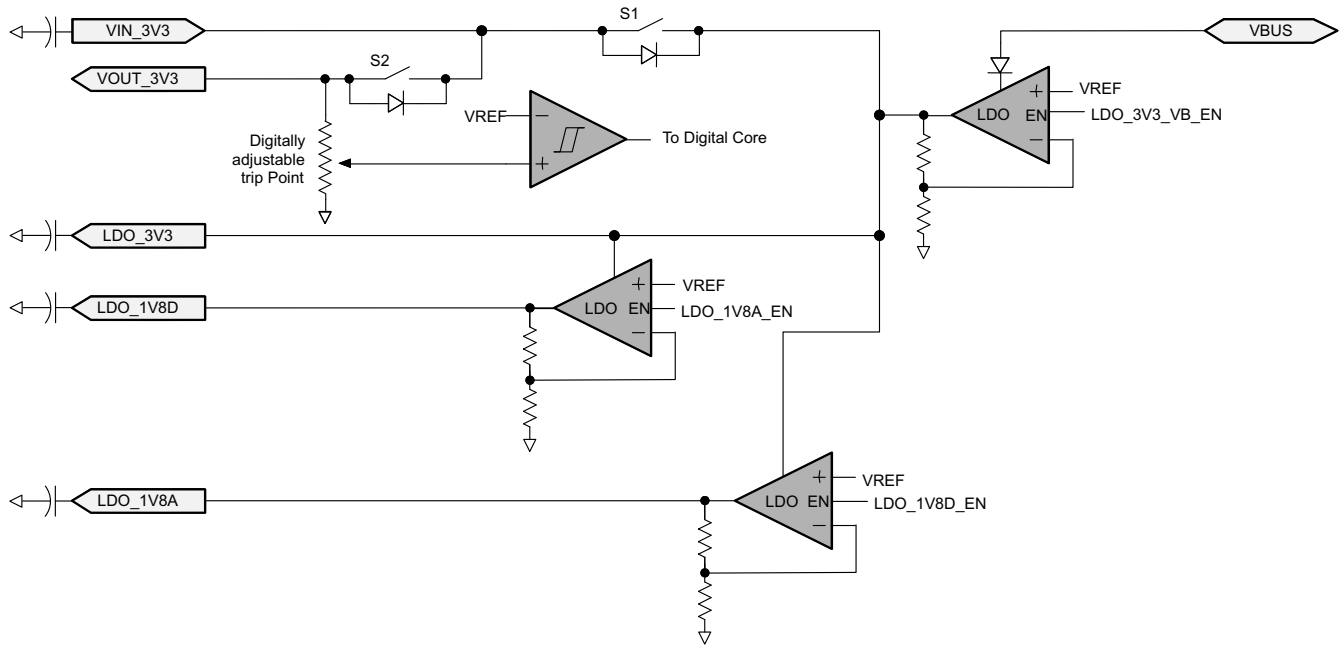 S1
VIN_3V3
VBUS
S2
VOUT_3V3
VREF
−
+
To Digital Core
Digitally
adjustable
trip Point
+
VREF
LDO
EN
LDO_3V3_VB_EN
−
LDO_3V3
+
VREF
LDO_1V8D
LDO
EN
LDO_1V8A_EN
−
+
VREF
LDO_1V8A
LDO
EN
LDO_1V8D_EN
−